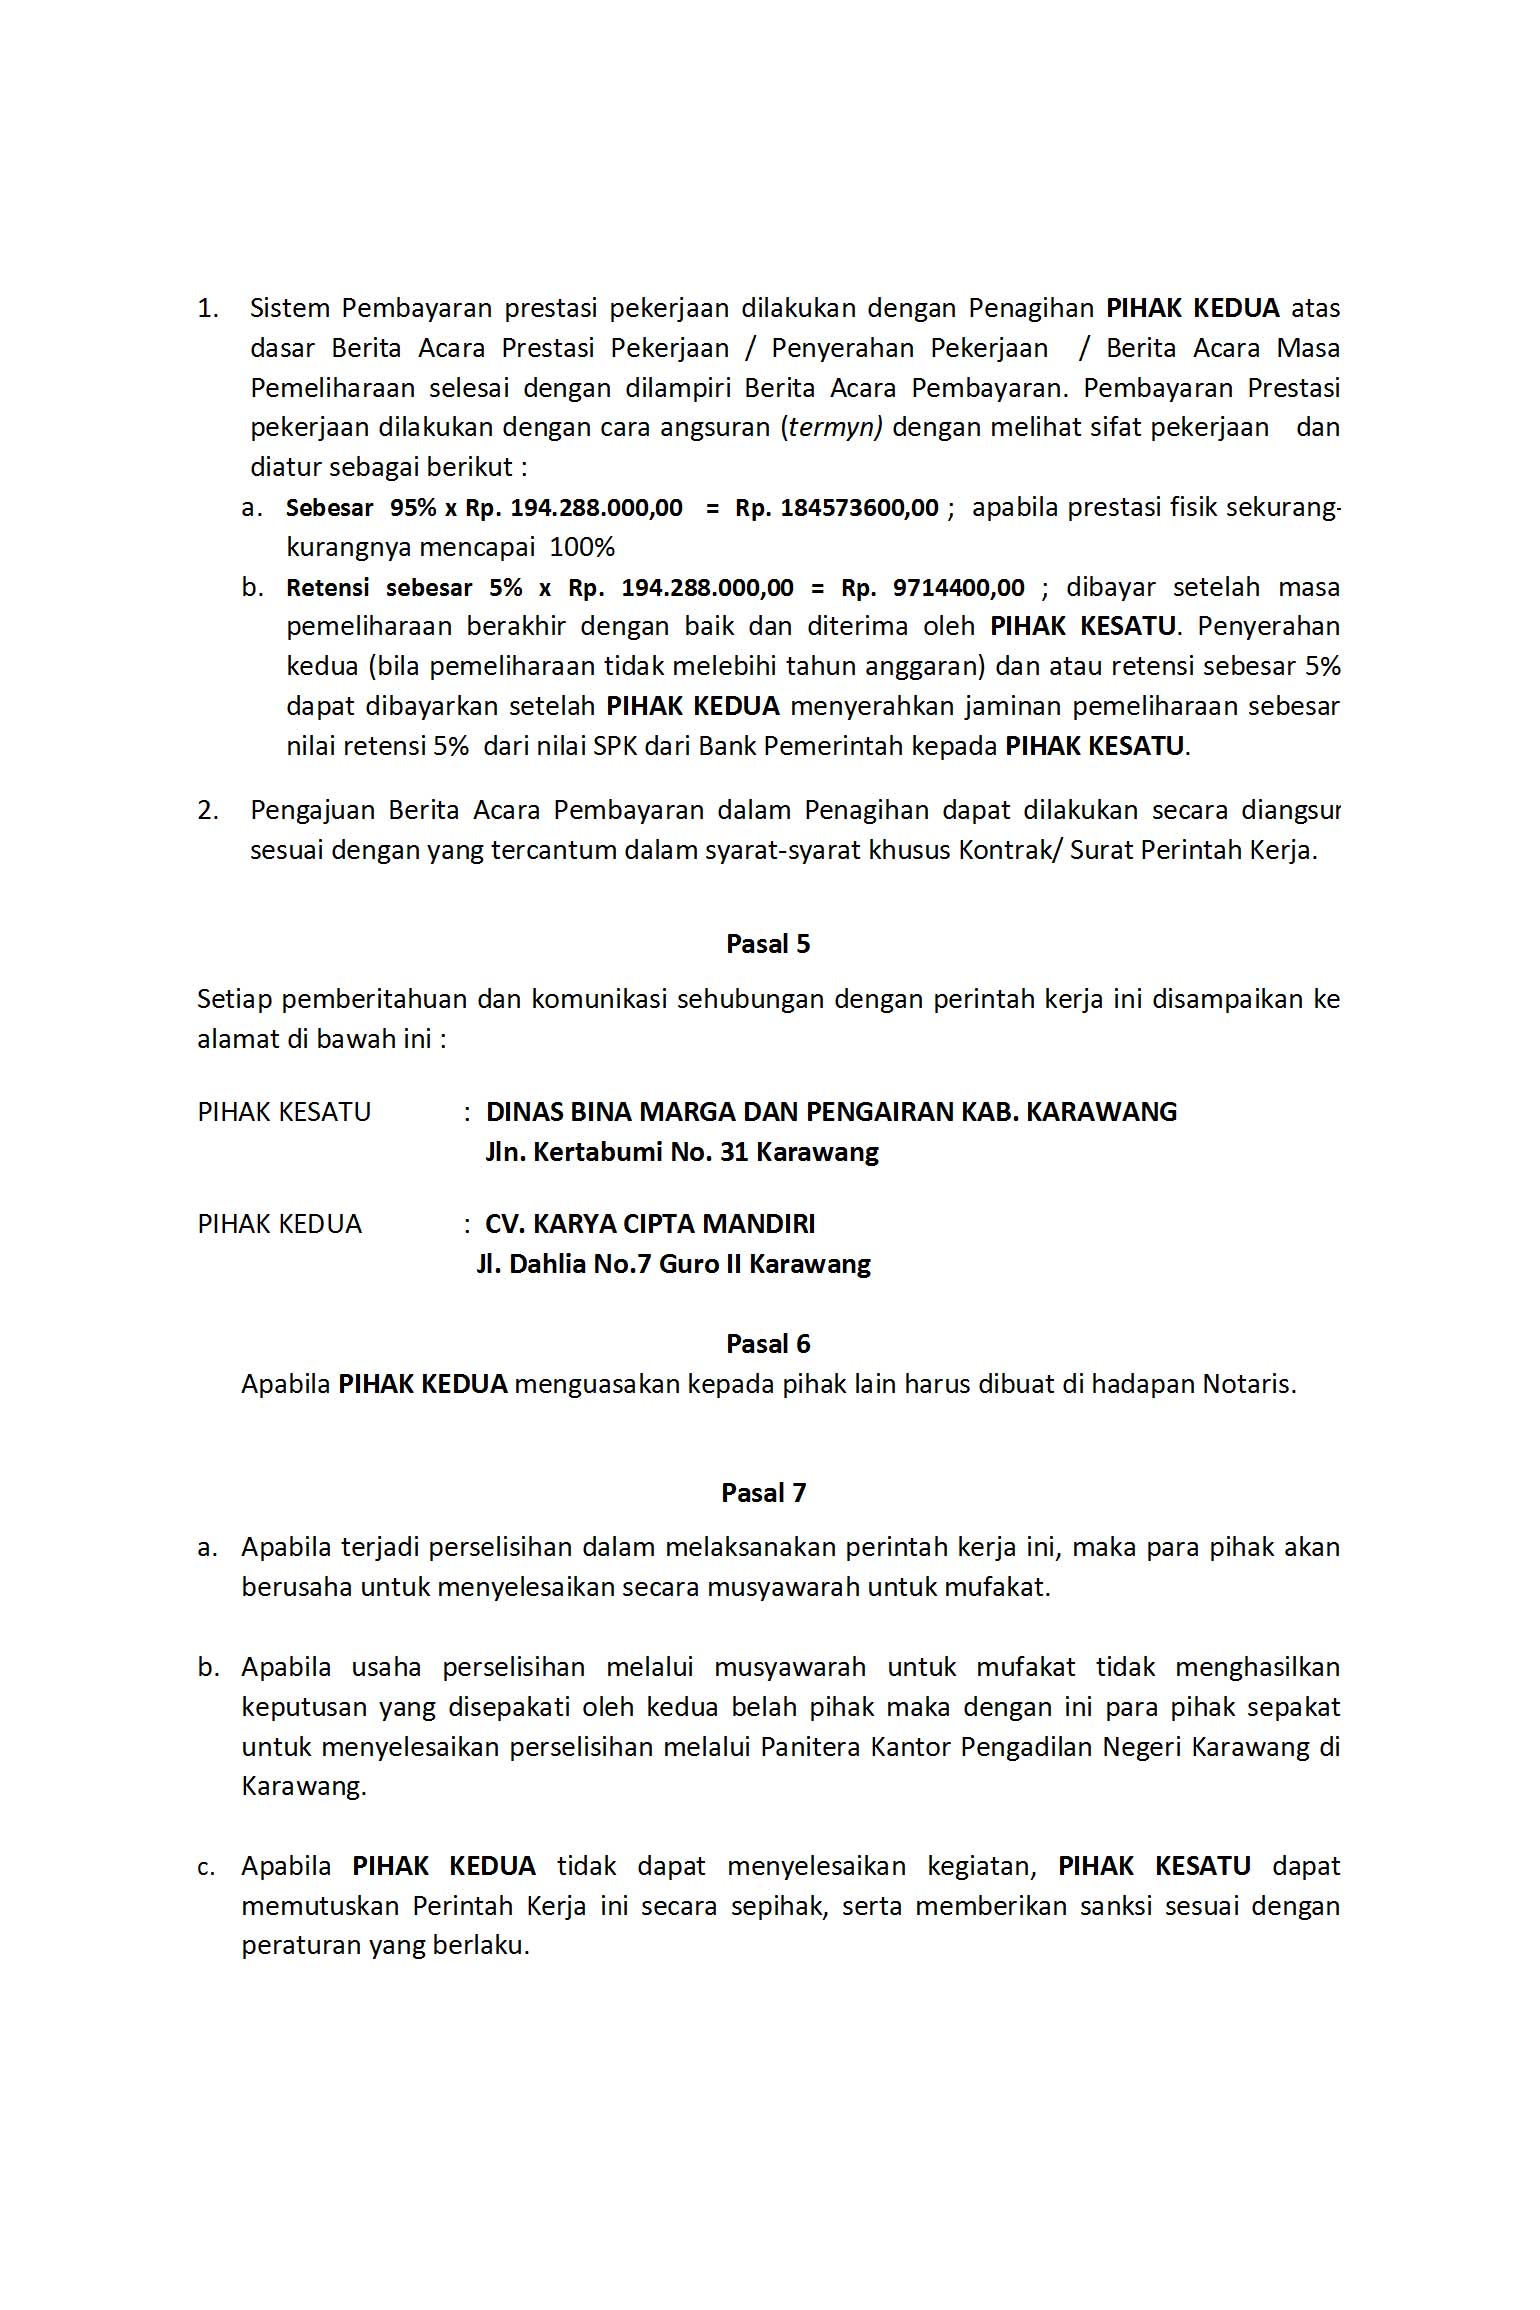 1. Sistem Pembayaran prestasi pekerjaan dilakukan dengan Penagihan PIHAK KEDUA atas
dasar Berita Acara Prestasi Pekerjaan / Penyerahan Pekerjaan / Berita Acara Masa
Pemeliharaan selesai dengan dilampiri Berita Acara Pembayaran. Pembayaran Prestasi
pekerjaan dilakukan dengan cara angsuran (termyn) dengan melihat sifat pekerjaan dan
diatur sebagai berikut :
a. Sebesar 95% x Rp. 194.288.000,00 = Rp. 184573600,00 ; apabila prestasi fisik sekurang-
kurangnya mencapai 100%
b. Retensi sebesar 5% x Rp. 194.288.000,00 = Rp. 9714400,00 ; dibayar setelah masa
pemeliharaan berakhir dengan baik dan diterima oleh PIHAK KESATU. Penyerahan
kedua (bila pemeliharaan tidak melebihi tahun anggaran) dan atau retensi sebesar 5%
dapat dibayarkan setelah PIHAK KEDUA menyerahkan jaminan pemeliharaan sebesar
nilai retensi 5% dari nilai SPK dari Bank Pemerintah kepada PIHAK KESATU.
2. Pengajuan Berita Acara Pembayaran dalam Penagihan dapat dilakukan secara diangsur
sesuai dengan yang tercantum dalam syarat-syarat khusus Kontrak/ Surat Perintah Kerja.
Pasal 5
Setiap pemberitahuan dan komunikasi sehubungan dengan perintah kerja ini disampaikan ke
alamat di bawah ini :
PIHAK KESATU : DINAS BINA MARGA DAN PENGAIRAN KAB. KARAWANG
Jln. Kertabumi No. 31 Karawang
PIHAK KEDUA : CV. KARYA CIPTA MANDIRI
Jl. Dahlia No.7 Guro II Karawang
Pasal 6
Apabila PIHAK KEDUA menguasakan kepada pihak lain harus dibuat di hadapan Notaris.
Pasal 7
a. Apabila terjadi perselisihan dalam melaksanakan perintah kerja ini, maka para pihak akan
berusaha untuk menyelesaikan secara musyawarah untuk mufakat.
b. Apabila usaha perselisihan melalui musyawarah untuk mufakat tidak menghasilkan
keputusan yang disepakati oleh kedua belah pihak maka dengan ini para pihak sepakat
untuk menyelesaikan perselisihan melalui Panitera Kantor Pengadilan Negeri Karawang di
Karawang.
c. Apabila PIHAK KEDUA tidak dapat menyelesaikan kegiatan, PIHAK KESATU dapat
memutuskan Perintah Kerja ini secara sepihak, serta memberikan sanksi sesuai dengan
peraturan yang berlaku.